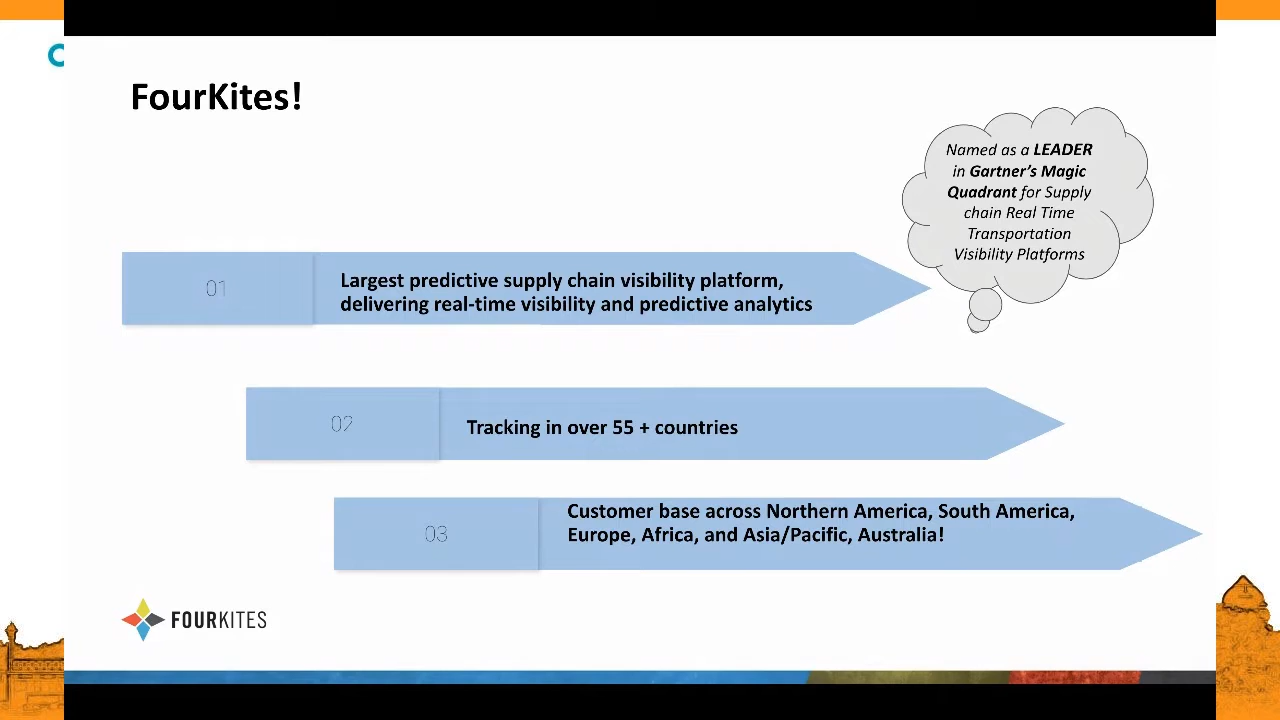 FourKites!
Named as a LEADER
in Gartner's Magic
Quadrant for Supply
chain Real Time
Transportation
Visibility Platforms
01
Largest predictive supply chain visibility platform,
delivering real-time visibility and predictive analytics
02
Tracking in over 55 + countries
03
Customer base across Northern America, South America,
Europe, Africa, and Asia/Pacific, Australia!
FOURKITES